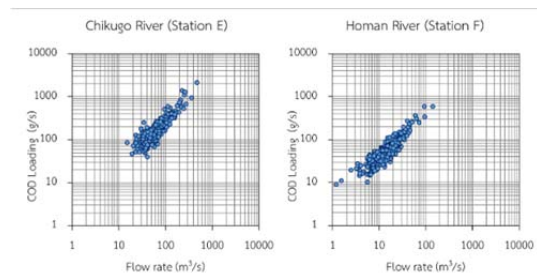 Chikugo River (Station E)
10000
1000
100
10
1
COD Loading (g/s)
1 10 100 1000 10000
Flow rate (m³/s)
Homan River (Station F)
10000
1000
100
10
1
COD Loading (g/s)
1 10 100 1000 10000
Flow rate (m³/s)